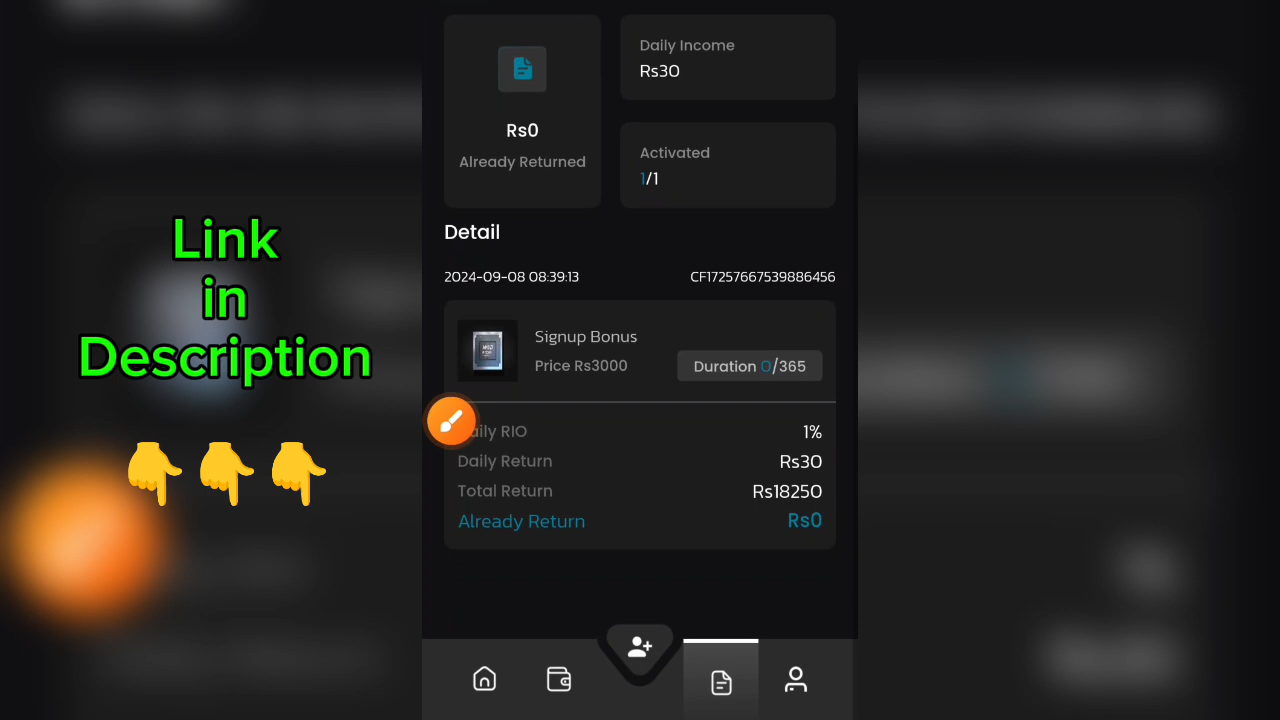 Link
in
Description
Rs0
Already Returned
Daily Income
Rs30
Activated
1/1
Detail
2024-09-08 08:39:13 CF17257667539886456
Signup Bonus
Price Rs3000
Duration 0/365
aily RIO 1%
Daily Return Rs30
Total Return Rs18250
Already Return Rs0